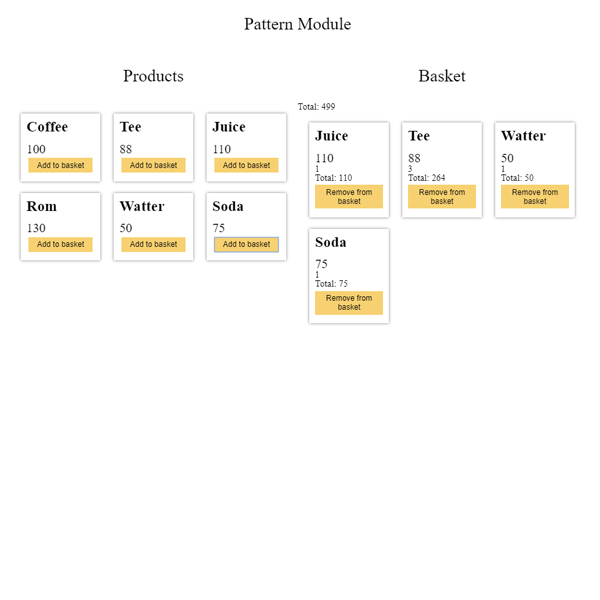 Pattern Module
Products
Coffee
100
Add to basket
Tee
88
Add to basket
Juice
110
Add to basket
Rom
130
Add to basket
Watter
50
Add to basket
Soda
75
Add to basket
Basket
Total: 499
Juice
110
1
Total: 110
Remove from
basket
Tee
88
3
Total: 264
Remove from
basket
Watter
50
1
Total: 50
Remove from
basket
Soda
75
1
Total: 75
Remove from
basket